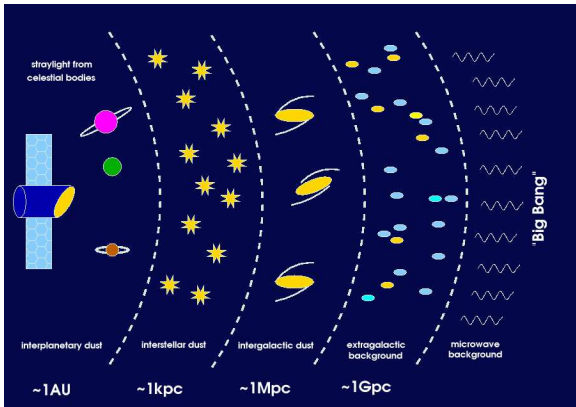 straylight from
celestial bodies
"Big Bang"
interplanetary dust
interstellar dust
intergalactic dust
extragalactic
background
microwave
background
~1AU
~1kpc
~1Mpc
~1Gpc